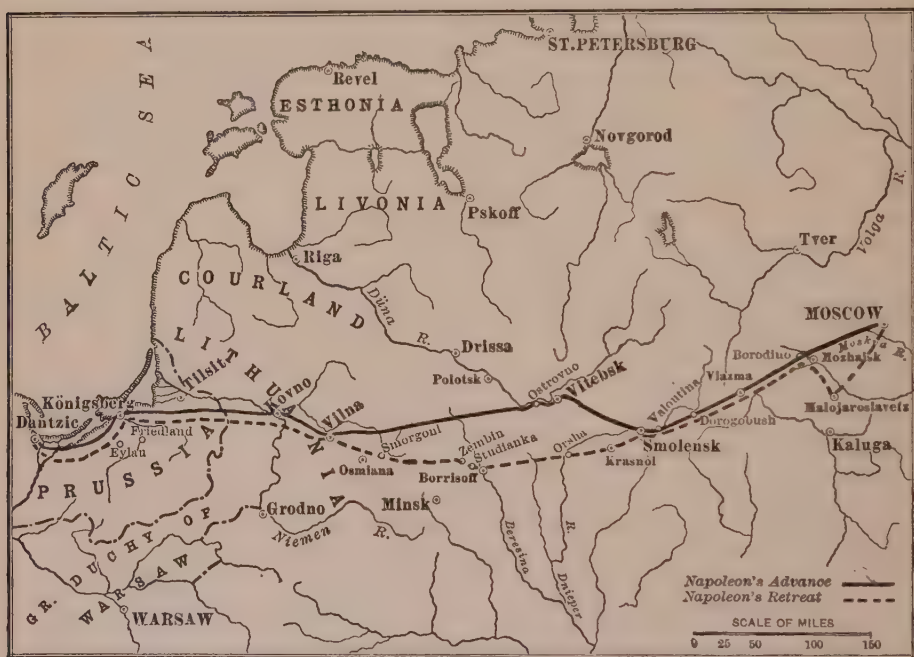 ST. PETERSBURG
Revel
ESTHONIA
BALTIC SEA
Novgorod
LIVONIA
Pskoff
Volga R.
Tver
Riga
COURLAND
Düna R.
MOSCOW
Moskva R.
Drissa
LITHUANIA
Borodino
Mozhaisk
Tilsit
Polotsk
Ostrovno
Vitebsk
Kovno
Valontina
Viazma
Malojaroslavetz
Königsberg
Dantzic
Friedland
Vilna
Dorogobush
Eylau
Smorgoni
Zembin
Studianka
Orsha
Smolensk
Kaluga
PRUSSIA
Osmiana
Borrisoff
Krasnoi
Grodno
Minsk
Niemen R.
Beresina
Dnieper R.
GR. DUCHY OF
WARSAW
WARSAW
Napoleon's Advance
Napoleon's Retreat
SCALE OF MILES
0 25 50 100 150